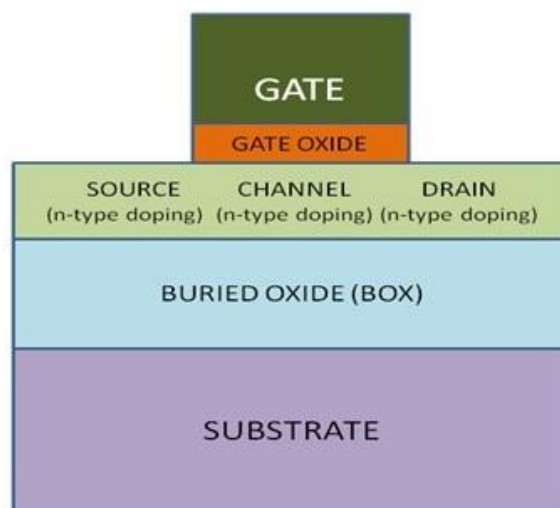 GATE
GATE OXIDE
SOURCE CHANNEL DRAIN
(n-type doping) (n-type doping) (n-type doping)
BURIED OXIDE (BOX)
SUBSTRATE